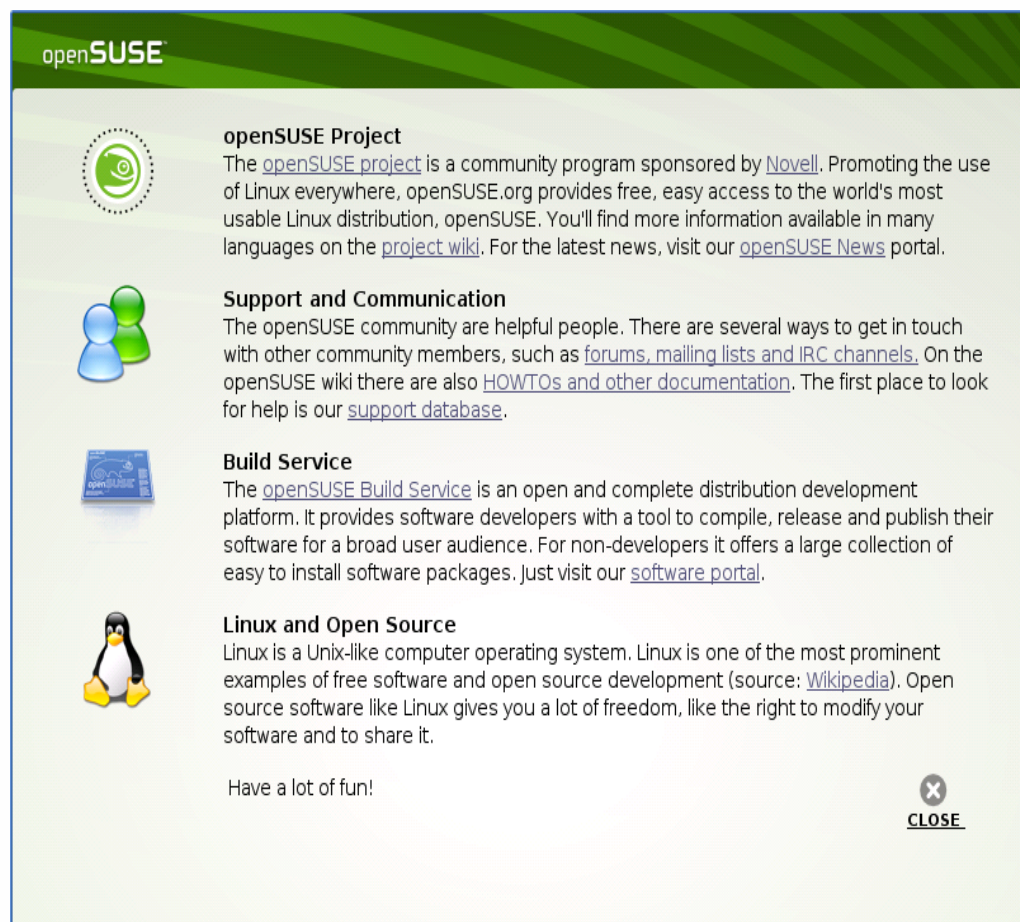 openSUSE
openSUSE Project
The openSUSE project is a community program sponsored by Novell. Promoting the use
of Linux everywhere, openSUSE.org provides free, easy access to the world's most
usable Linux distribution, openSUSE. You'll find more information available in many
languages on the project wiki. For the latest news, visit our openSUSE News portal.
Support and Communication
The openSUSE community are helpful people. There are several ways to get in touch
with other community members, such as forums, mailing lists and IRC channels. On the
openSUSE wiki there are also HOWTOs and other documentation. The first place to look
for help is our support database.
openSUSE
Build Service
The openSUSE Build Service is an open and complete distribution development
platform. It provides software developers with a tool to compile, release and publish their
software for a broad user audience. For non-developers it offers a large collection of
easy to install software packages. Just visit our software portal.
Linux and Open Source
Linux is a Unix-like computer operating system. Linux is one of the most prominent
examples of free software and open source development (source: Wikipedia). Open
source software like Linux gives you a lot of freedom, like the right to modify your
software and to share it.
Have a lot of fun!
CLOSE